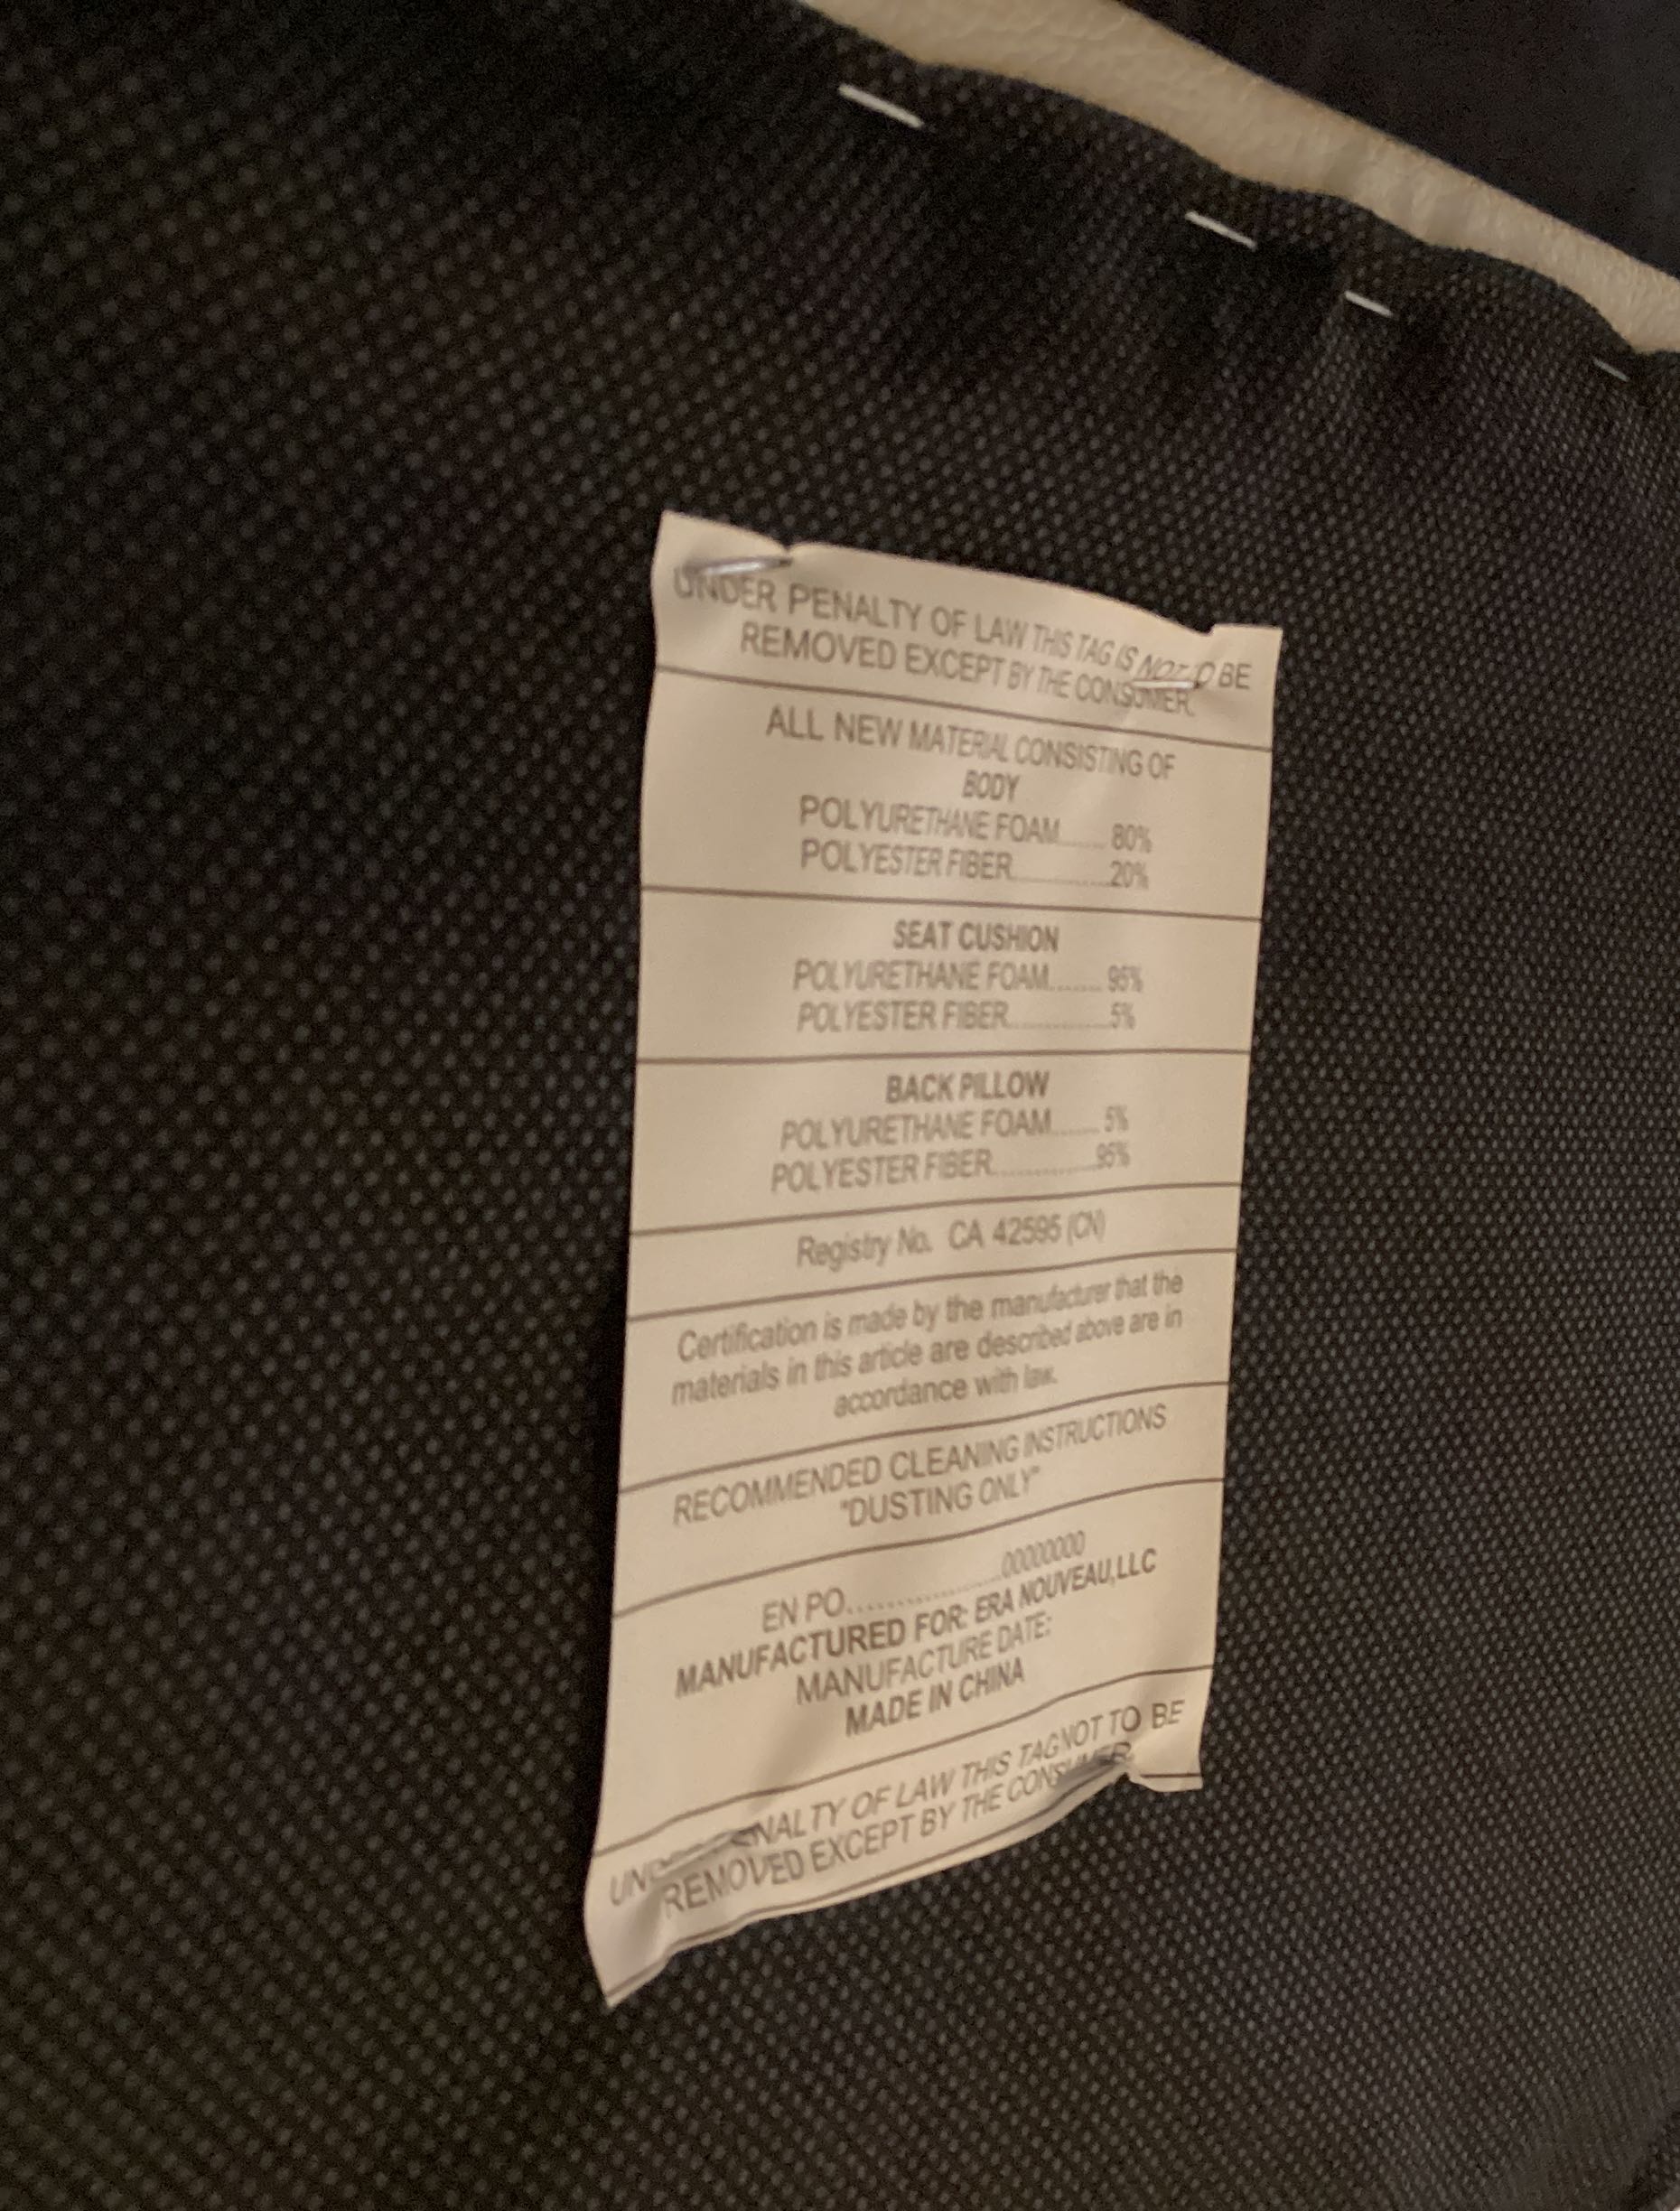 UNDER PENALTY OF LAW THIS TAG IS NOT TO BE
REMOVED EXCEPT BY THE CONSUMER.
ALL NEW MATERIAL CONSISTING OF
BODY
POLYURETHANE FOAM....... 80%
POLYESTER FIBER...............20%
SEAT CUSHION
POLYURETHANE FOAM....... 95%
POLYESTER FIBER...............5%
BACK PILLOW
POLYURETHANE FOAM....... 5%
POLYESTER FIBER...............95%
Registry No. CA 42595 (CN)
Certification is made by the manufacturer that the
materials in this article are described above are in
accordance with law.
RECOMMENDED CLEANING INSTRUCTIONS
"DUSTING ONLY"
EN PO....................00000000
MANUFACTURED FOR: ERA NOUVEAU,LLC
MANUFACTURE DATE:
MADE IN CHINA
UNDER PENALTY OF LAW THIS TAGNOT TO BE
REMOVED EXCEPT BY THE CONSUMER.